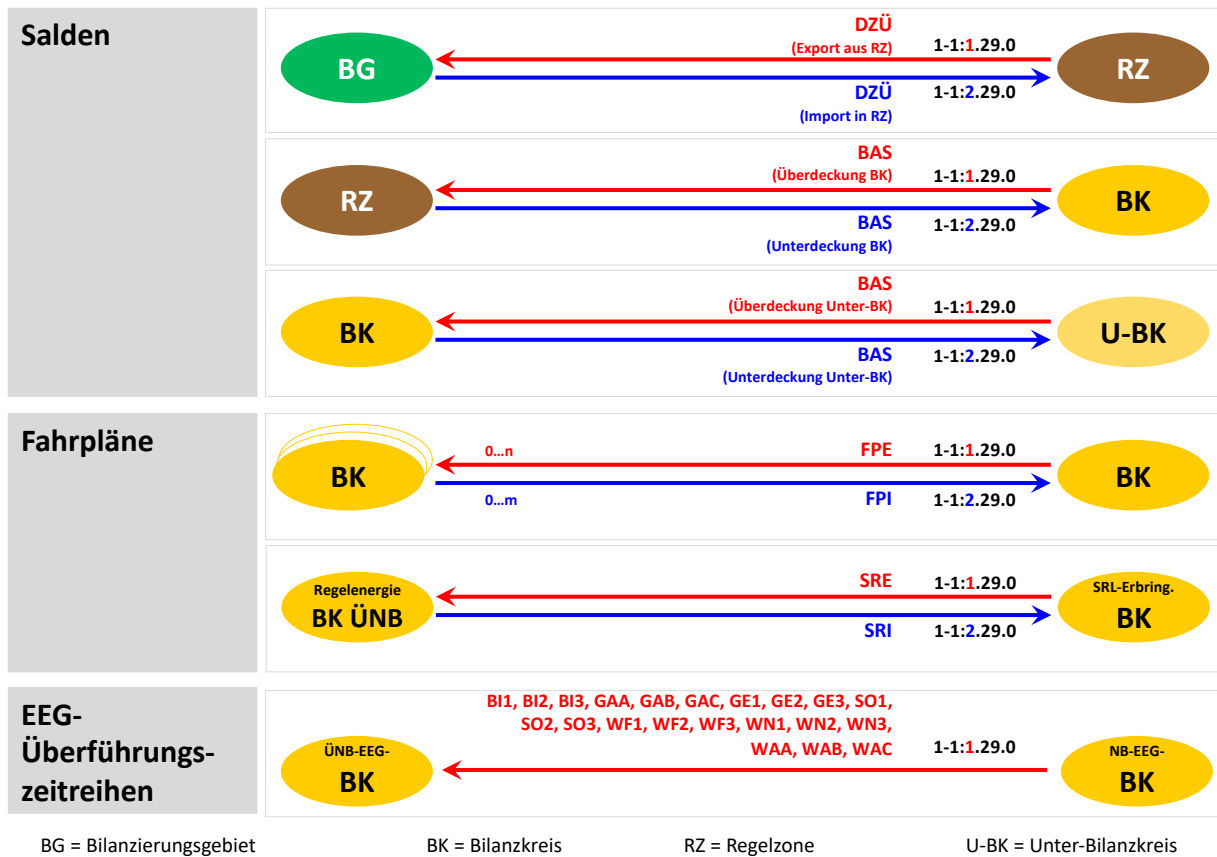 Salden
BG
DZÜ
(Export aus RZ)
1-1:1.29.0
DZÜ
(Import in RZ)
1-1:2.29.0
RZ
RZ
BAS
(Überdeckung BK)
1-1:1.29.0
BAS
(Unterdeckung BK)
1-1:2.29.0
BK
BK
BAS
(Überdeckung Unter-BK)
1-1:1.29.0
BAS
(Unterdeckung Unter-BK)
1-1:2.29.0
U-BK
Fahrpläne
BK
0...n
FPE
1-1:1.29.0
0...m
FPI
1-1:2.29.0
BK
Regelenergie
BK ÜNB
SRE
1-1:1.29.0
SRI
1-1:2.29.0
SRL-Erbring.
BK
EEG-
Überführungs-
zeitreihen
BI1, BI2, BI3, GAA, GAB, GAC, GE1, GE2, GE3, SO1,
SO2, SO3, WF1, WF2, WF3, WN1, WN2, WN3,
WAA, WAB, WAC
1-1:1.29.0
ÜNB-EEG-
BK
NB-EEG-
BK
BG = Bilanzierungsgebiet
BK = Bilanzkreis
RZ = Regelzone
U-BK = Unter-Bilanzkreis